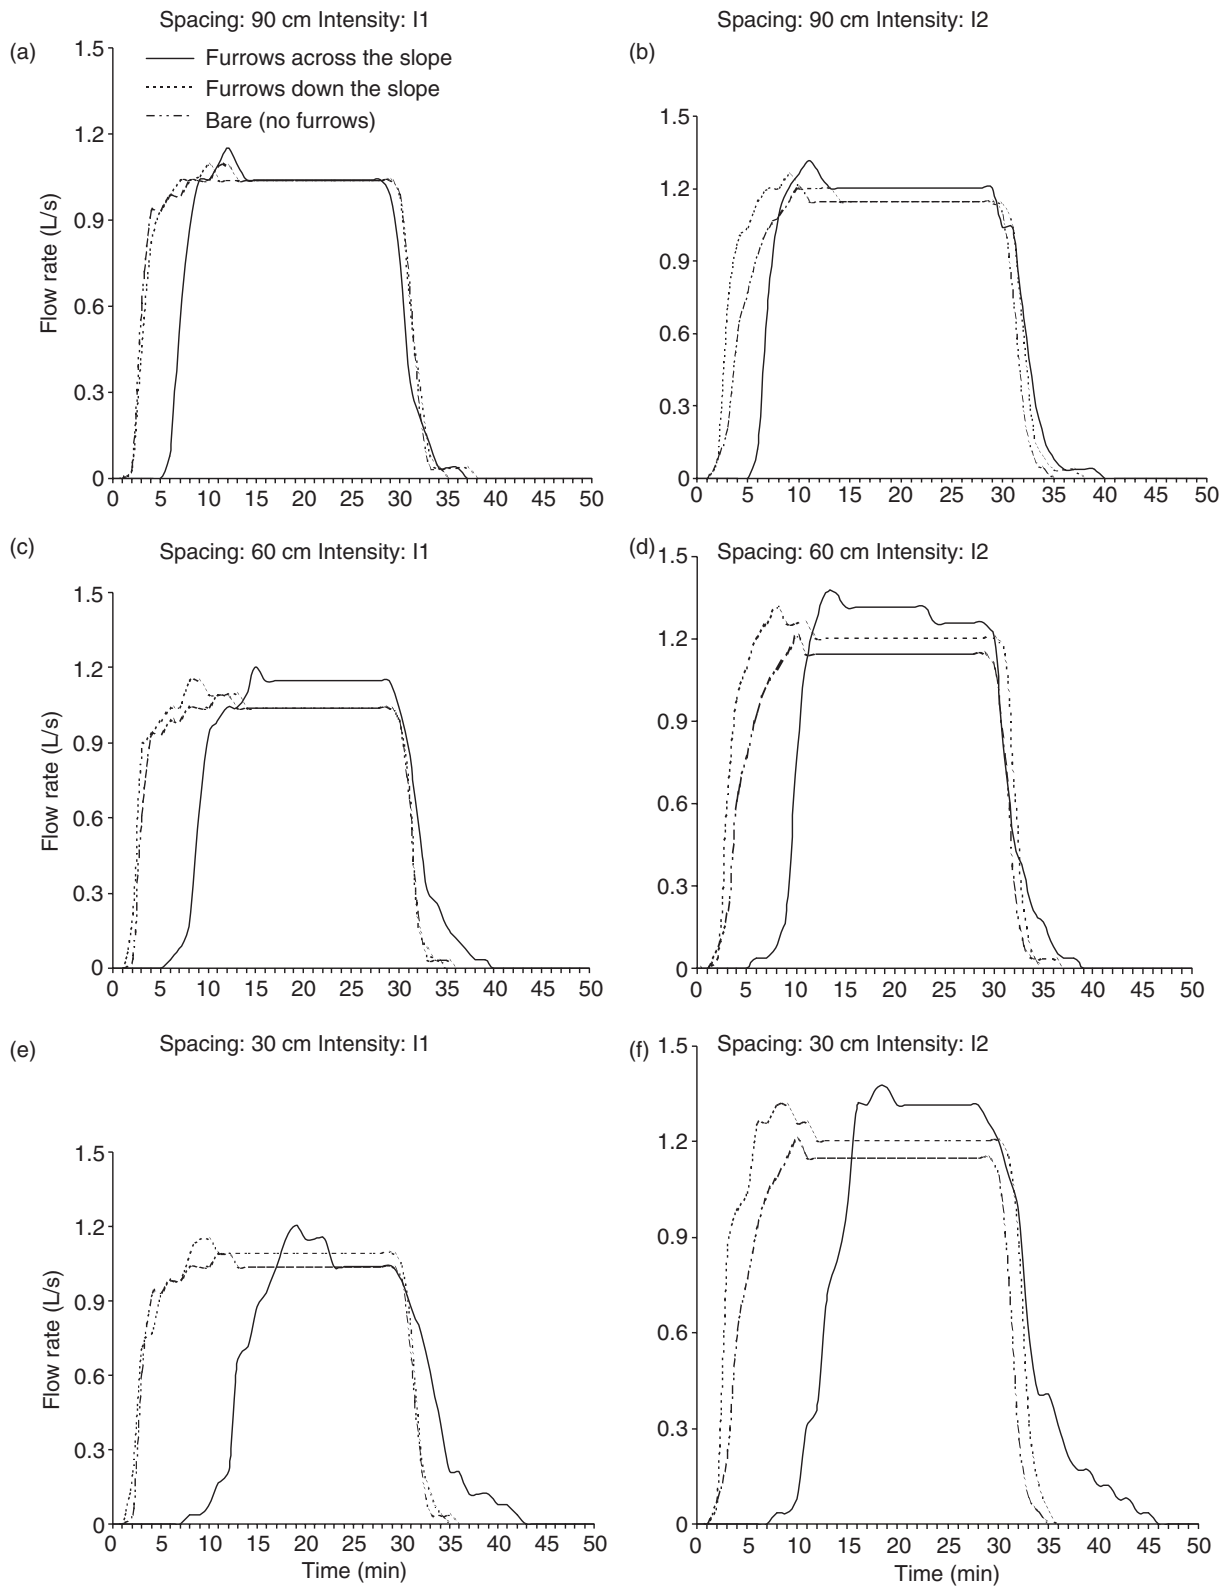 Spacing: 90 cm Intensity: I1
(a)
1.5
1.2
0.9
0.6
0.3
0
Flow rate (L/s)
Furrows across the slope
Furrows down the slope
Bare (no furrows)
0 5 10 15 20 25 30 35 40 45 50
Spacing: 90 cm Intensity: I2
(b)
1.5
1.2
0.9
0.6
0.3
0
0 5 10 15 20 25 30 35 40 45 50
(c)
Spacing: 60 cm Intensity: I1
1.5
1.2
0.9
0.6
0.3
0
Flow rate (L/s)
0 5 10 15 20 25 30 35 40 45 50
(d)
Spacing: 60 cm Intensity: I2
1.5
1.2
0.9
0.6
0.3
0
0 5 10 15 20 25 30 35 40 45 50
(e)
Spacing: 30 cm Intensity: I1
1.5
1.2
0.9
0.6
0.3
0
Flow rate (L/s)
0 5 10 15 20 25 30 35 40 45 50
Time (min)
(f)
Spacing: 30 cm Intensity: I2
1.5
1.2
0.9
0.6
0.3
0
0 5 10 15 20 25 30 35 40 45 50
Time (min)